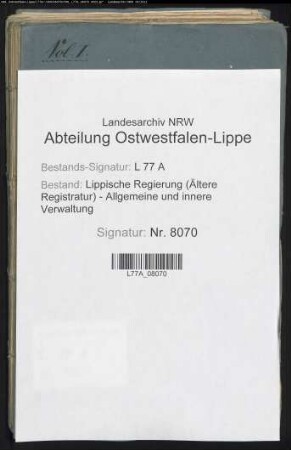 Vol. I.
Landesarchiv NRW
Abteilung Ostwestfalen-Lippe
Bestands-Signatur: L 77 A
Bestand: Lippische Regierung (Ältere
Registratur) - Allgemeine und innere
Verwaltung
Signatur: Nr. 8070
L77A_08070